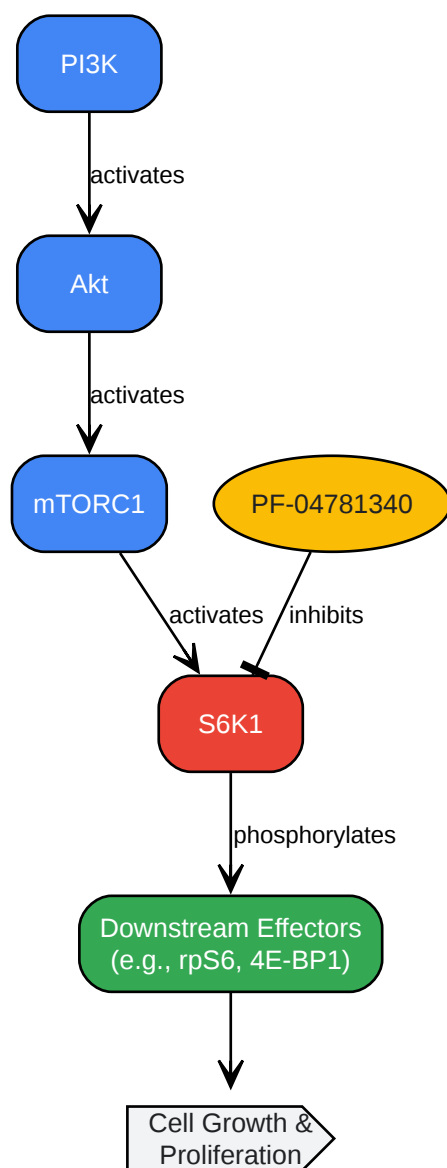 PI3K
activates
Akt
activates
mTORC1
PF-04781340
activates
inhibits
S6K1
phosphorylates
Downstream Effectors
(e.g., rpS6, 4E-BP1)
Cell Growth &
Proliferation